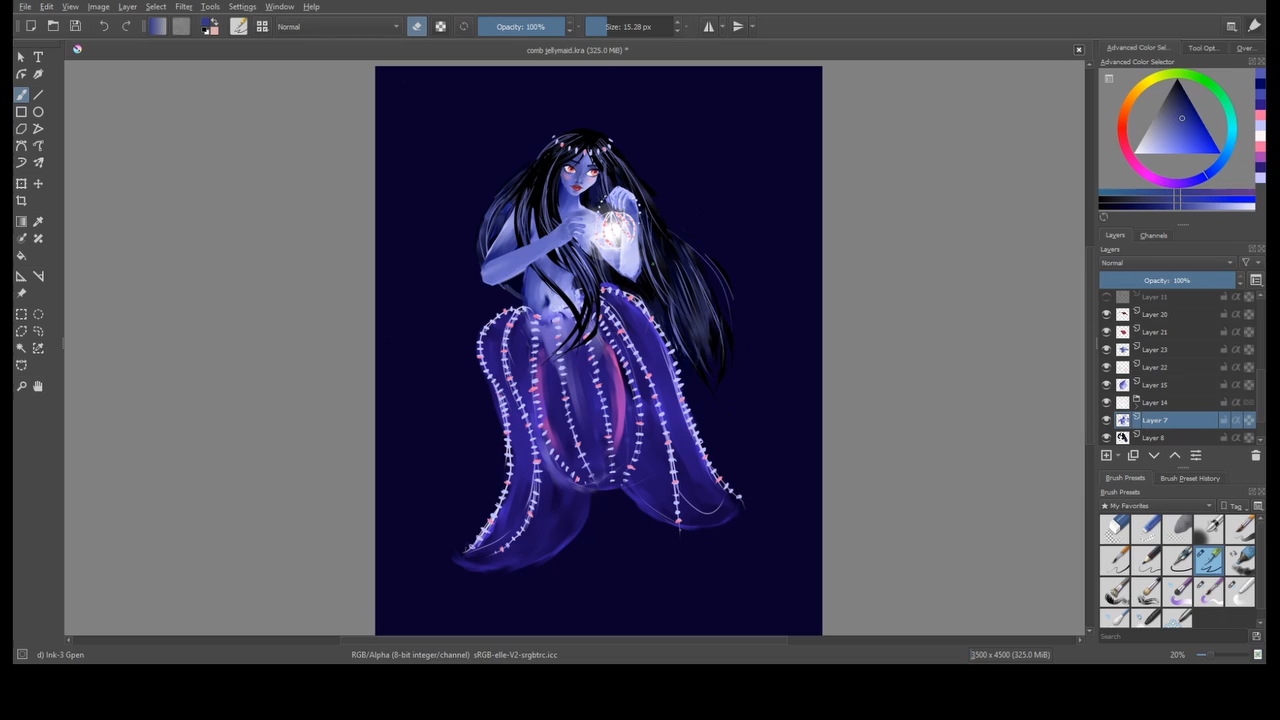 File Edit View Image Layer Select Filter Tools Settings Window Help
Normal Opacity: 100% Size: 15.28 px
comb jellymaid.kra (325.0 MiB) *
Advanced Color Sel... Tool Opt... Over...
Advanced Color Selector
Layers Channels
Layers
Normal
Opacity: 100%
Layer 11
Layer 20
Layer 21
Layer 23
Layer 22
Layer 15
Layer 14
Layer 7
Layer 8
Brush Presets Brush Preset History
Brush Presets
★ My Favorites Tag
Search
d) Ink-3 Gpen RGB/Alpha (8-bit integer/channel) sRGB-elle-V2-srgbtrc.icc 3500 x 4500 (325.0 MiB) 20%